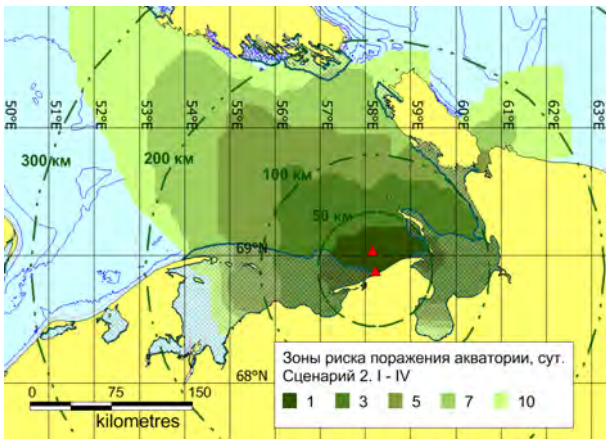 50°E
51°E
52°E
53°E
54°E
55°E
56°E
57°E
58°E
59°E
60°E
61°E
62°E
63°E
300 км
200 км
100 км
50 км
69°N
68°N
0 75 150
kilometres
Зоны риска поражения акватории, сут.
Сценарий 2. I - IV
1 3 5 7 10